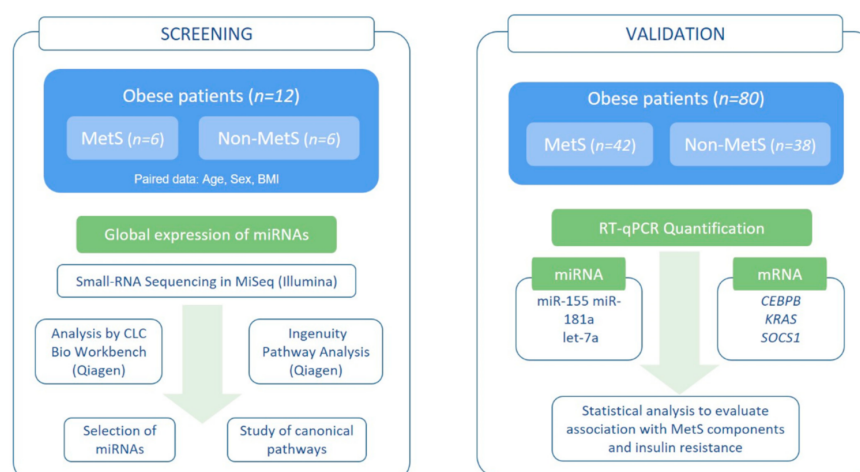 SCREENING
Obese patients (n=12)
MetS (n=6)
Non-MetS (n=6)
Paired data: Age, Sex, BMI
Global expression of miRNAs
Small-RNA Sequencing in MiSeq (Illumina)
Analysis by CLC
Bio Workbench
(Qiagen)
Ingenuity
Pathway Analysis
(Qiagen)
Selection of
miRNAs
Study of canonical
pathways
VALIDATION
Obese patients (n=80)
MetS (n=42)
Non-MetS (n=38)
RT-qPCR Quantification
miRNA
miR-155 miR-
181a
let-7a
mRNA
CEBPB
KRAS
SOCS1
Statistical analysis to evaluate
association with MetS components
and insulin resistance